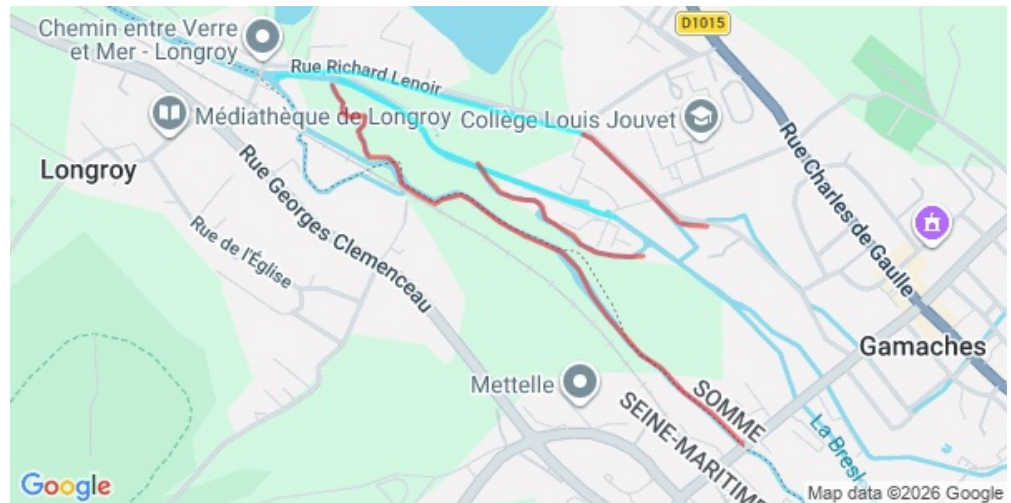 Chemin entre Verre
et Mer - Longroy
D1015
Rue Richard Lenoir
Médiathèque de Longroy
Collège Louis Jouvet
Longroy
Rue Georges Clemenceau
Rue Charles de Gaulle
Rue de l'Église
Gamaches
Mettelle
SOMME
SEINE-MARITIME
La Bresle
Google
Map data ©2026 Google